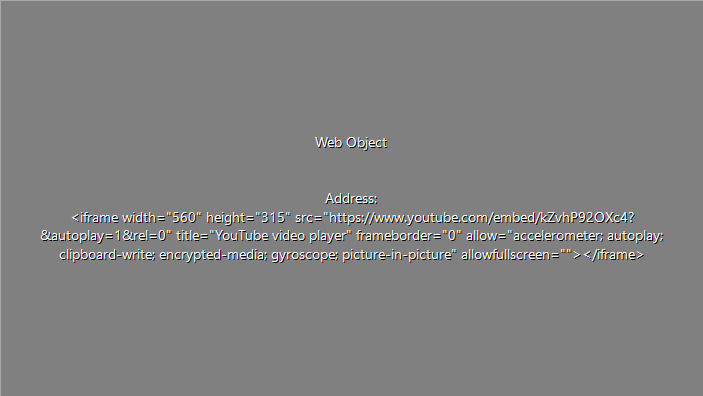 Web Object
Address:
<iframe width="560" height="315" src="https://www.youtube.com/embed/kZvhP92OXc4?
&autoplay=1&rel=0" title="YouTube video player" frameborder="0" allow="accelerometer; autoplay;
clipboard-write; encrypted-media; gyroscope; picture-in-picture" allowfullscreen=""></iframe>